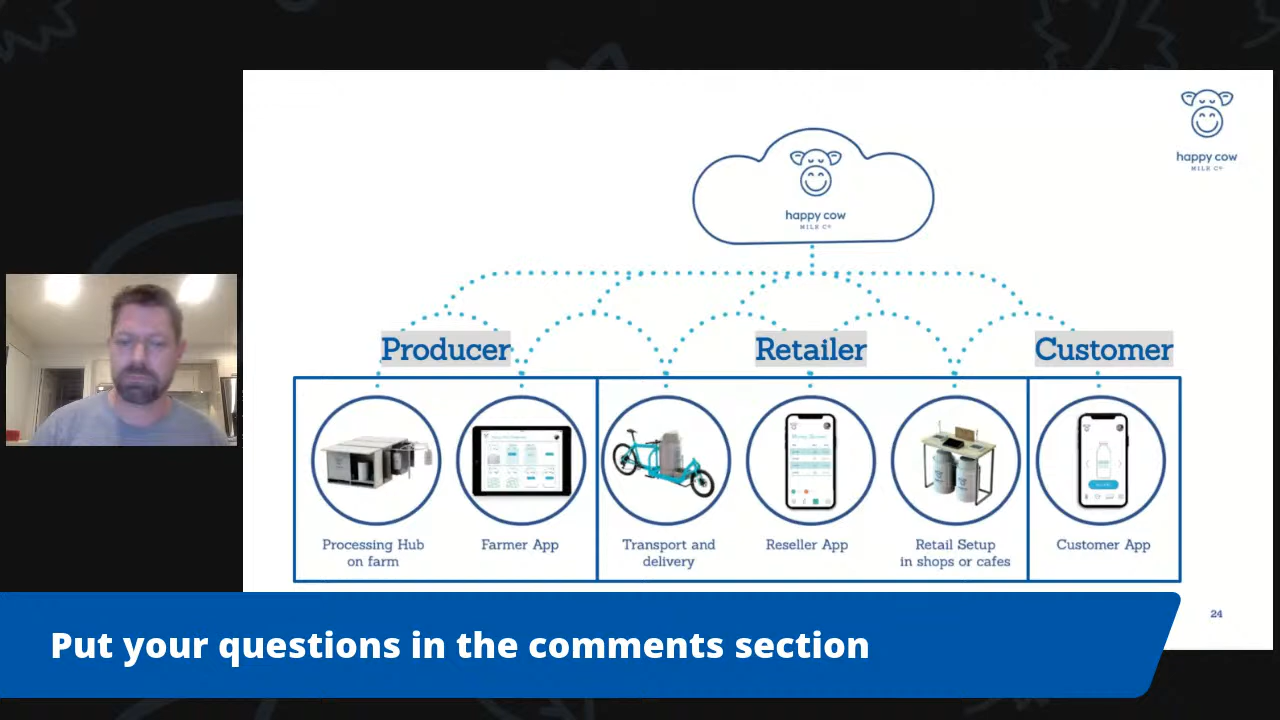 happy cow
MILK Co
happy cow
MILK Co
Producer
Retailer
Customer
Processing Hub
on farm
Farmer App
Transport and
delivery
Reseller App
Retail Setup
in shops or cafes
Customer App
24
Put your questions in the comments section